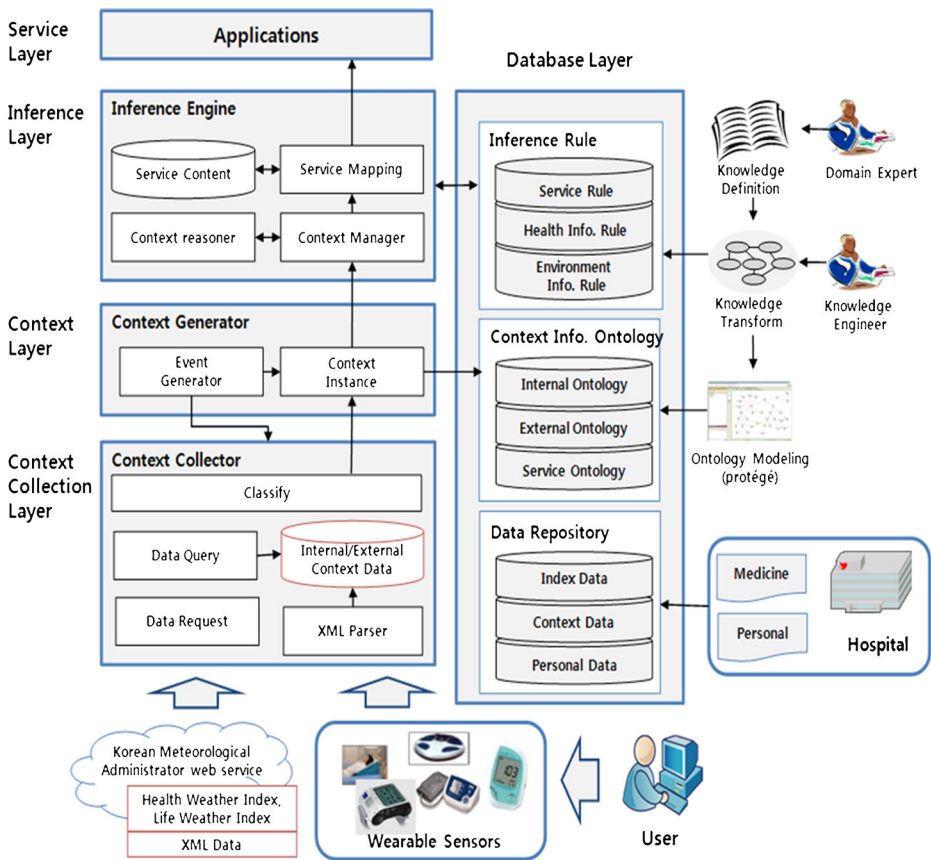 Service
Layer
Applications
Database Layer
Inference
Layer
Inference Engine
Service Content
Service Mapping
Context reasoner
Context Manager
Inference Rule
Service Rule
Health Info. Rule
Environment
Info. Rule
Knowledge
Definition
Domain Expert
Knowledge
Transform
Knowledge
Engineer
Context
Layer
Context Generator
Event
Generator
Context
Instance
Context Info. Ontology
Internal Ontology
External Ontology
Service Ontology
Ontology Modeling
(protégé)
Context
Collection
Layer
Context Collector
Classify
Data Query
Internal/External
Context Data
Data Request
XML Parser
Data Repository
Index Data
Context Data
Personal Data
Medicine
Personal
Hospital
Korean Meteorological
Administrator web service
Health Weather Index,
Life Weather Index
XML Data
103
Wearable Sensors
User